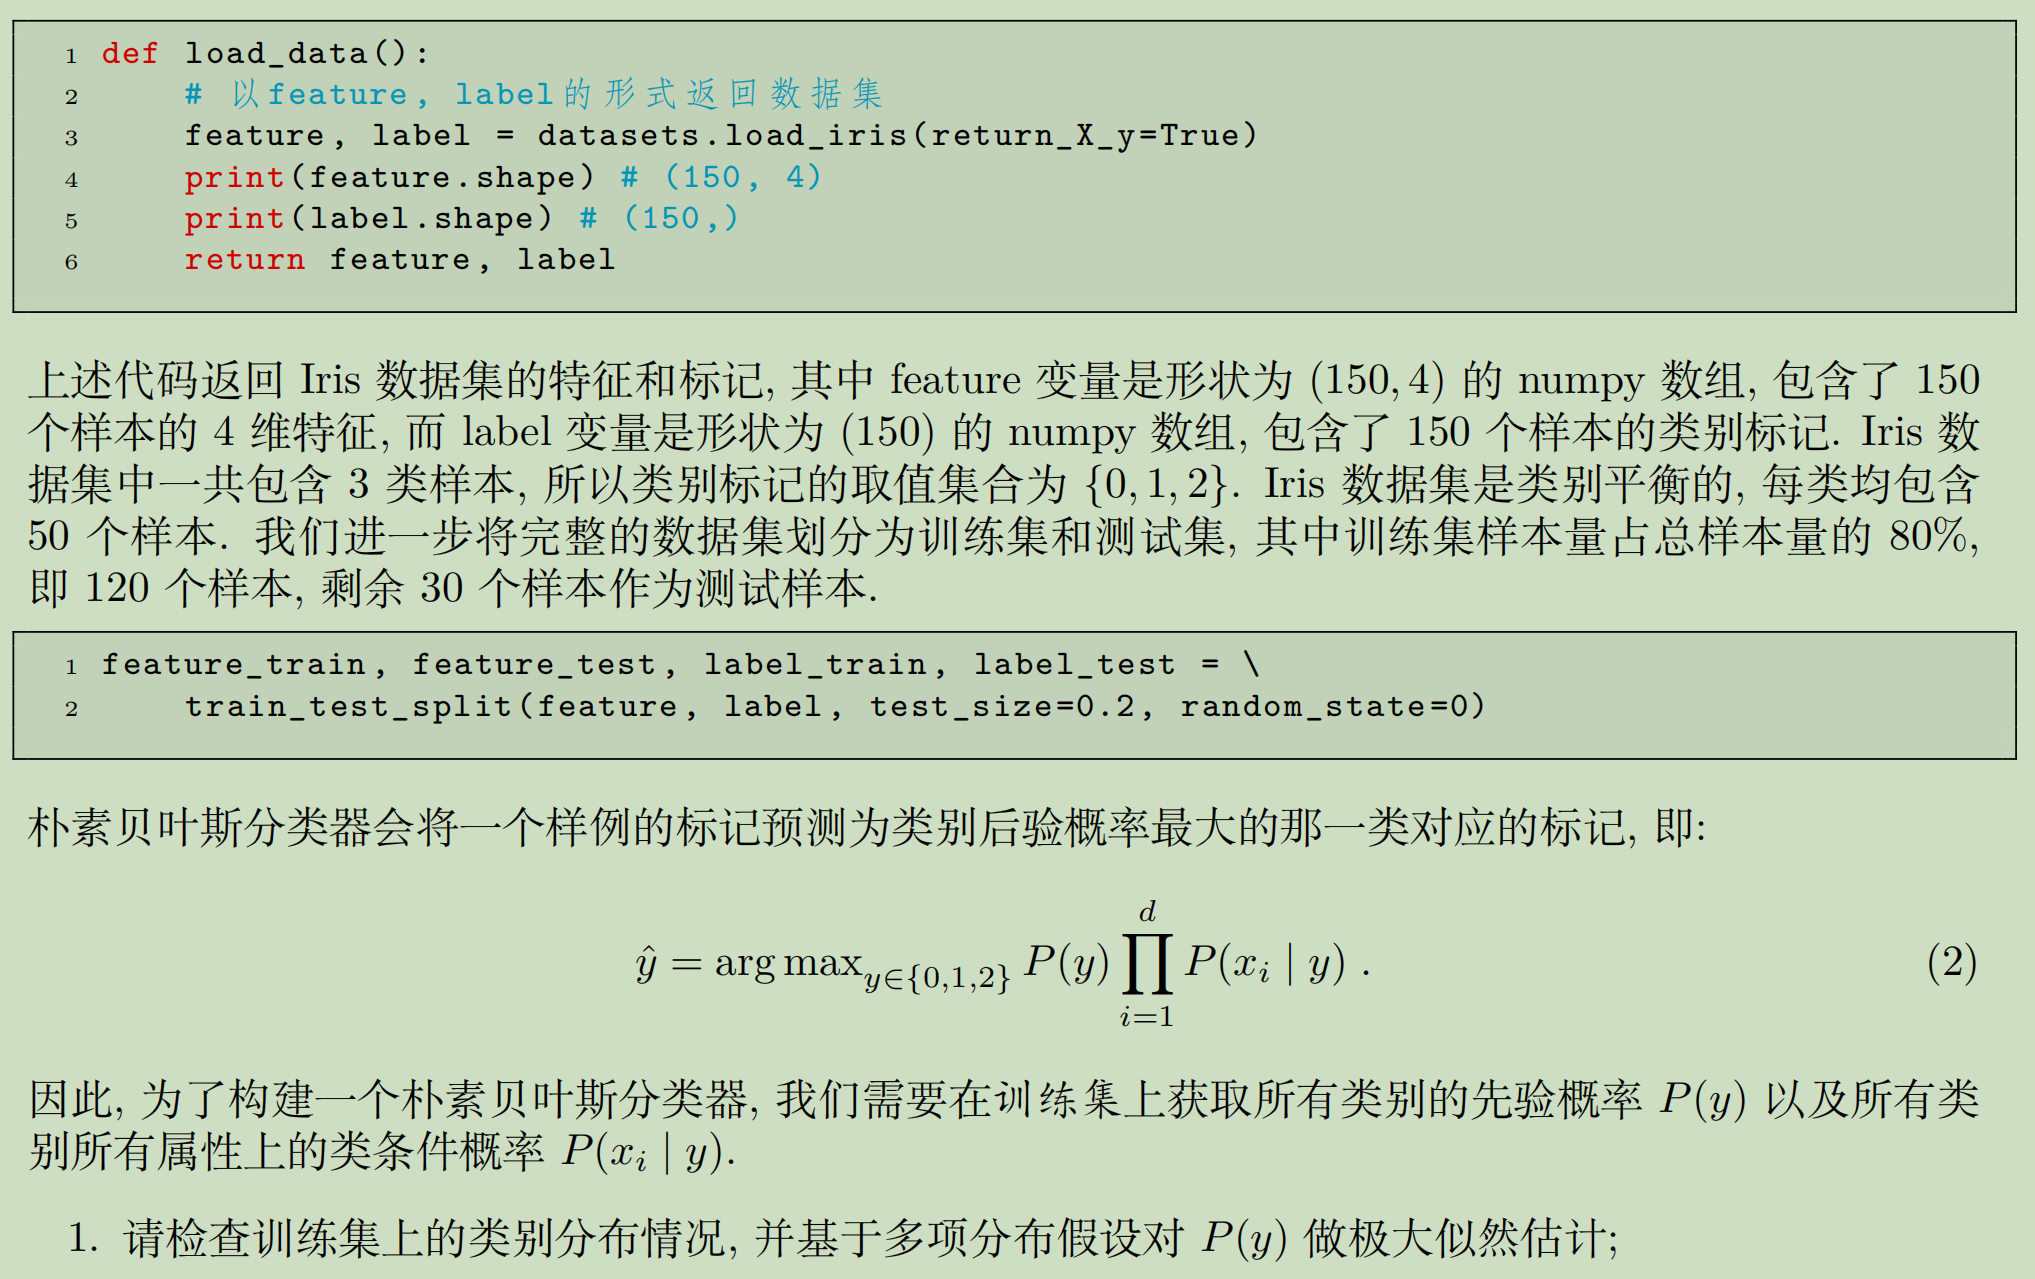 1 def load_data():
2     # 以feature, label的形式返回数据集
3     feature, label = datasets.load_iris(return_X_y=True)
4     print(feature.shape) # (150, 4)
5     print(label.shape) # (150,)
6     return feature, label
上述代码返回 Iris 数据集的特征和标记, 其中 feature 变量是形状为 (150, 4) 的 numpy 数组, 包含了 150
个样本的 4 维特征, 而 label 变量是形状为 (150) 的 numpy 数组, 包含了 150 个样本的类别标记. Iris 数
据集中一共包含 3 类样本, 所以类别标记的取值集合为 {0, 1, 2}. Iris 数据集是类别平衡的, 每类均包含
50 个样本. 我们进一步将完整的数据集划分为训练集和测试集, 其中训练集样本量占总样本量的 80%,
即 120 个样本, 剩余 30 个样本作为测试样本.
1 feature_train, feature_test, label_train, label_test = \
2     train_test_split(feature, label, test_size=0.2, random_state=0)
朴素贝叶斯分类器会将一个样例的标记预测为类别后验概率最大的那一类对应的标记, 即:
ŷ = arg max_{y∈{0,1,2}} P(y) ∏_{i=1}^{d} P(x_i | y) . (2)
因此, 为了构建一个朴素贝叶斯分类器, 我们需要在训练集上获取所有类别的先验概率 P(y) 以及所有类
别所有属性上的类条件概率 P(x_i | y).
1. 请检查训练集上的类别分布情况, 并基于多项分布假设对 P(y) 做极大似然估计;